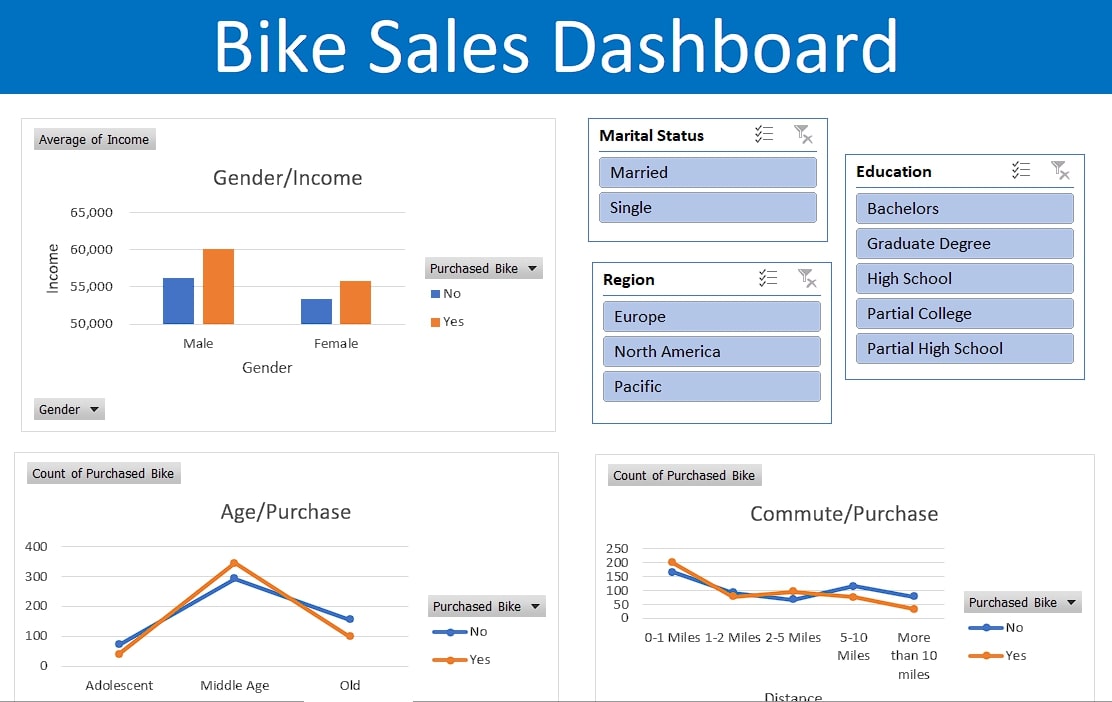 Bike Sales Dashboard
Average of Income
Gender/Income
65,000
60,000
55,000
50,000
Income
Male Female
Gender
Purchased Bike
No
Yes
Gender
Marital Status
Married
Single
Region
Europe
North America
Pacific
Education
Bachelors
Graduate Degree
High School
Partial College
Partial High School
Count of Purchased Bike
Age/Purchase
400
300
200
100
0
Adolescent Middle Age Old
Purchased Bike
No
Yes
Count of Purchased Bike
Commute/Purchase
250
200
150
100
50
0
0-1 Miles 1-2 Miles 2-5 Miles 5-10 More
Miles than 10
miles
Distance
Purchased Bike
No
Yes